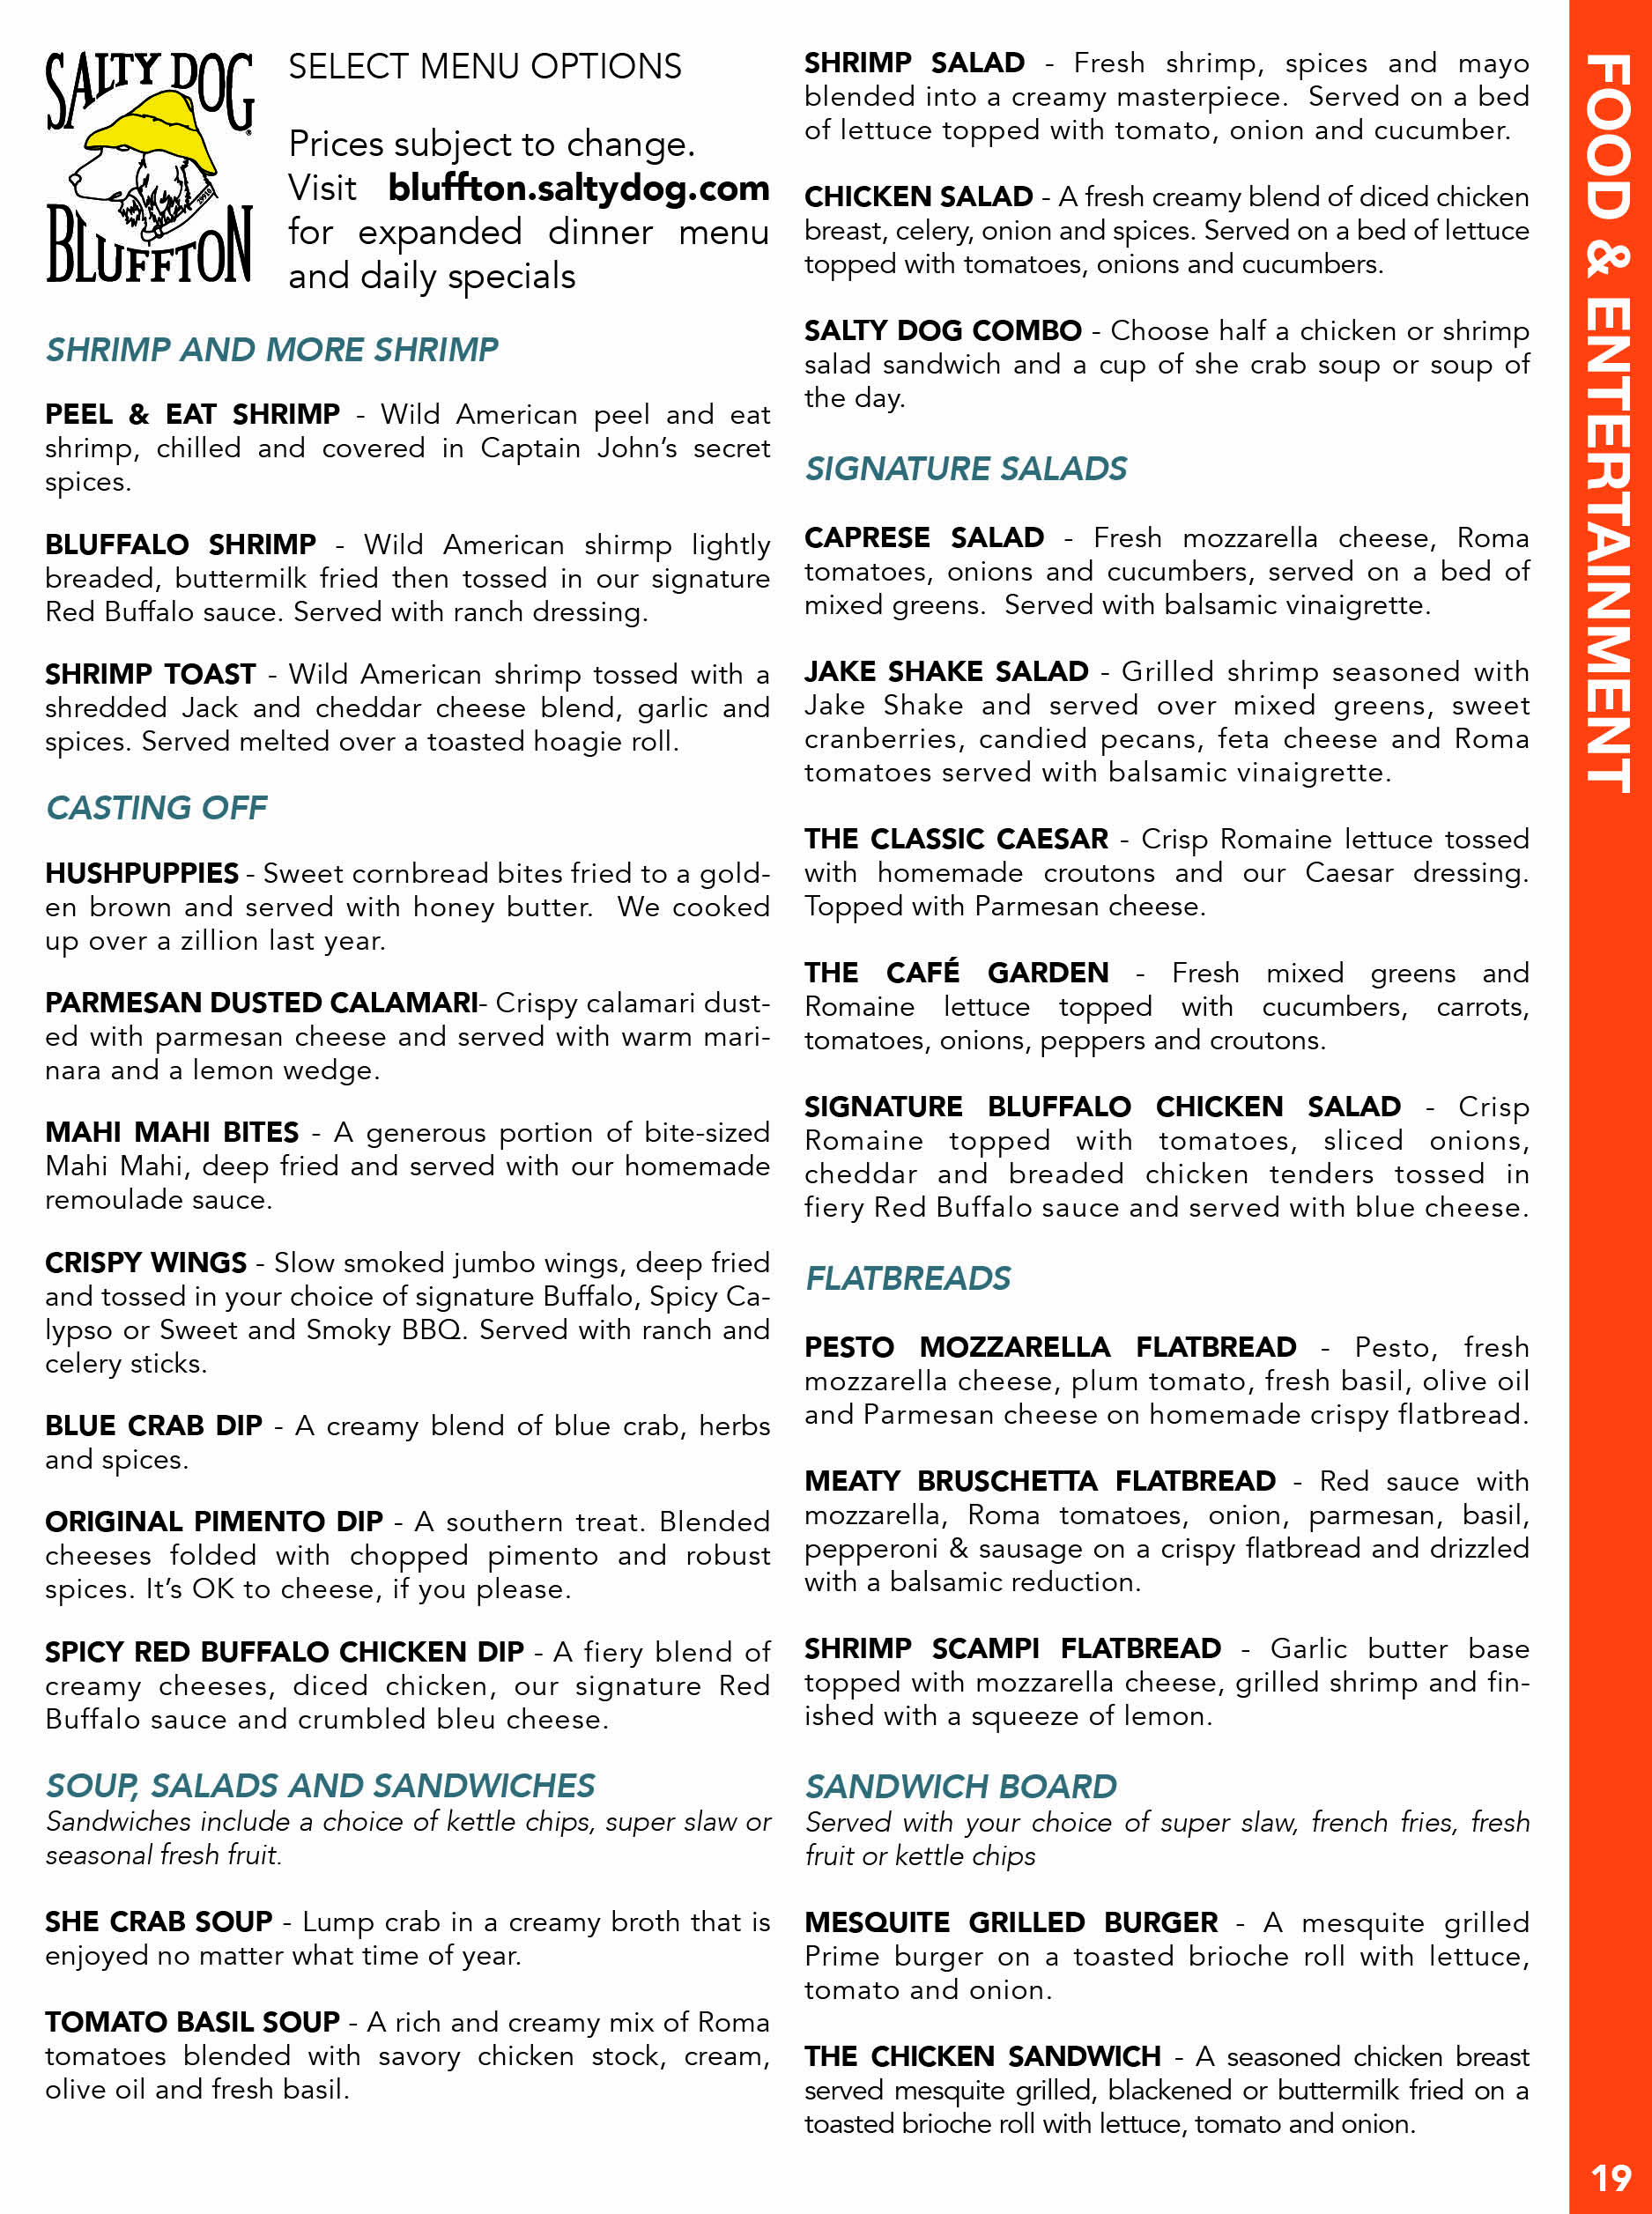 SALTY DOG
BLUFFTON
SELECT MENU OPTIONS
Prices subject to change.
Visit bluffton.saltydog.com
for expanded dinner menu
and daily specials
SHRIMP AND MORE SHRIMP
PEEL & EAT SHRIMP - Wild American peel and eat
shrimp, chilled and covered in Captain John's secret
spices.
BLUFFALO SHRIMP - Wild American shirmp lightly
breaded, buttermilk fried then tossed in our signature
Red Buffalo sauce. Served with ranch dressing.
SHRIMP TOAST - Wild American shrimp tossed with a
shredded Jack and cheddar cheese blend, garlic and
spices. Served melted over a toasted hoagie roll.
CASTING OFF
HUSHPUPPIES - Sweet cornbread bites fried to a gold-
en brown and served with honey butter. We cooked
up over a zillion last year.
PARMESAN DUSTED CALAMARI- Crispy calamari dust-
ed with parmesan cheese and served with warm mari-
nara and a lemon wedge.
MAHI MAHI BITES - A generous portion of bite-sized
Mahi Mahi, deep fried and served with our homemade
remoulade sauce.
CRISPY WINGS - Slow smoked jumbo wings, deep fried
and tossed in your choice of signature Buffalo, Spicy Ca-
lypso or Sweet and Smoky BBQ. Served with ranch and
celery sticks.
BLUE CRAB DIP - A creamy blend of blue crab, herbs
and spices.
ORIGINAL PIMENTO DIP - A southern treat. Blended
cheeses folded with chopped pimento and robust
spices. It's OK to cheese, if you please.
SPICY RED BUFFALO CHICKEN DIP - A fiery blend of
creamy cheeses, diced chicken, our signature Red
Buffalo sauce and crumbled bleu cheese.
SOUP, SALADS AND SANDWICHES
Sandwiches include a choice of kettle chips, super slaw or
seasonal fresh fruit.
SHE CRAB SOUP - Lump crab in a creamy broth that is
enjoyed no matter what time of year.
TOMATO BASIL SOUP - A rich and creamy mix of Roma
tomatoes blended with savory chicken stock, cream,
olive oil and fresh basil.
SHRIMP SALAD - Fresh shrimp, spices and mayo
blended into a creamy masterpiece. Served on a bed
of lettuce topped with tomato, onion and cucumber.
CHICKEN SALAD - A fresh creamy blend of diced chicken
breast, celery, onion and spices. Served on a bed of lettuce
topped with tomatoes, onions and cucumbers.
SALTY DOG COMBO - Choose half a chicken or shrimp
salad sandwich and a cup of she crab soup or soup of
the day.
SIGNATURE SALADS
CAPRESE SALAD - Fresh mozzarella cheese, Roma
tomatoes, onions and cucumbers, served on a bed of
mixed greens. Served with balsamic vinaigrette.
JAKE SHAKE SALAD - Grilled shrimp seasoned with
Jake Shake and served over mixed greens, sweet
cranberries, candied pecans, feta cheese and Roma
tomatoes served with balsamic vinaigrette.
THE CLASSIC CAESAR - Crisp Romaine lettuce tossed
with homemade croutons and our Caesar dressing.
Topped with Parmesan cheese.
THE CAFÉ GARDEN - Fresh mixed greens and
Romaine lettuce topped with cucumbers, carrots,
tomatoes, onions, peppers and croutons.
SIGNATURE BLUFFALO CHICKEN SALAD - Crisp
Romaine topped with tomatoes, sliced onions,
cheddar and breaded chicken tenders tossed in
fiery Red Buffalo sauce and served with blue cheese.
FLATBREADS
PESTO MOZZARELLA FLATBREAD - Pesto, fresh
mozzarella cheese, plum tomato, fresh basil, olive oil
and Parmesan cheese on homemade crispy flatbread.
MEATY BRUSCHETTA FLATBREAD - Red sauce with
mozzarella, Roma tomatoes, onion, parmesan, basil,
pepperoni & sausage on a crispy flatbread and drizzled
with a balsamic reduction.
SHRIMP SCAMPI FLATBREAD - Garlic butter base
topped with mozzarella cheese, grilled shrimp and fin-
ished with a squeeze of lemon.
SANDWICH BOARD
Served with your choice of super slaw, french fries, fresh
fruit or kettle chips
MESQUITE GRILLED BURGER - A mesquite grilled
Prime burger on a toasted brioche roll with lettuce,
tomato and onion.
THE CHICKEN SANDWICH - A seasoned chicken breast
served mesquite grilled, blackened or buttermilk fried on a
toasted brioche roll with lettuce, tomato and onion.
FOOD & ENTERTAINMENT
19